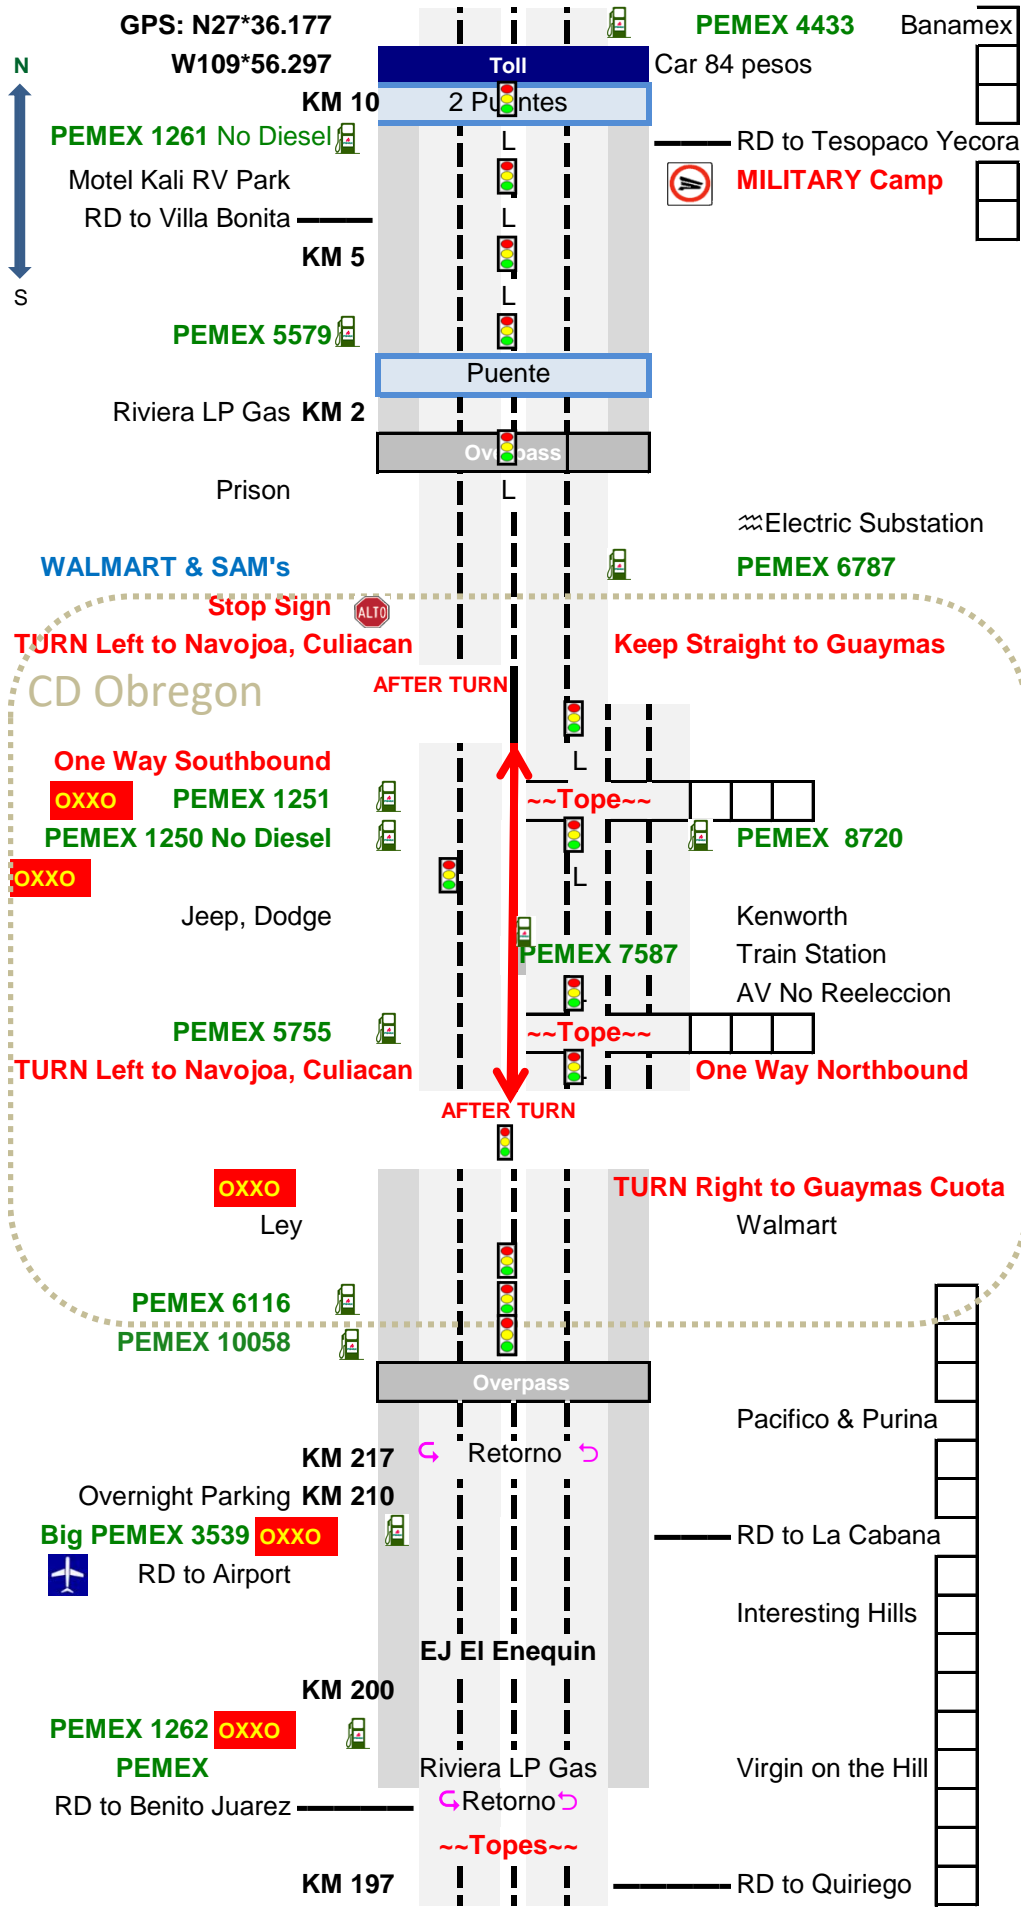 GPS: N27*36.177 PEMEX 4433 Banamex
N W109*56.297 Toll Car 84 pesos
KM 10 2 Puentes
PEMEX 1261 No Diesel L RD to Tesopaco Yecora
Motel Kali RV Park MILITARY Camp
RD to Villa Bonita L
KM 5
S L
PEMEX 5579
Puente
Riviera LP Gas KM 2
Overpass
Prison L
Electric Substation
WALMART & SAM's PEMEX 6787
Stop Sign ALTO
TURN Left to Navojoa, Culiacan Keep Straight to Guaymas
CD Obregon AFTER TURN
One Way Southbound L
OXXO PEMEX 1251 ~~Tope~~
PEMEX 1250 No Diesel PEMEX 8720
OXXO L
Jeep, Dodge Kenworth
PEMEX 7587 Train Station
AV No Reeleccion
PEMEX 5755 ~~Tope~~
TURN Left to Navojoa, Culiacan One Way Northbound
AFTER TURN
OXXO TURN Right to Guaymas Cuota
Ley Walmart
PEMEX 6116
PEMEX 10058
Overpass
Pacifico & Purina
KM 217 Retorno
Overnight Parking KM 210
Big PEMEX 3539 OXXO RD to La Cabana
RD to Airport
Interesting Hills
EJ El Enequin
KM 200
PEMEX 1262 OXXO
PEMEX Riviera LP Gas Virgin on the Hill
RD to Benito Juarez Retorno
~~Topes~~
KM 197 RD to Quiriego